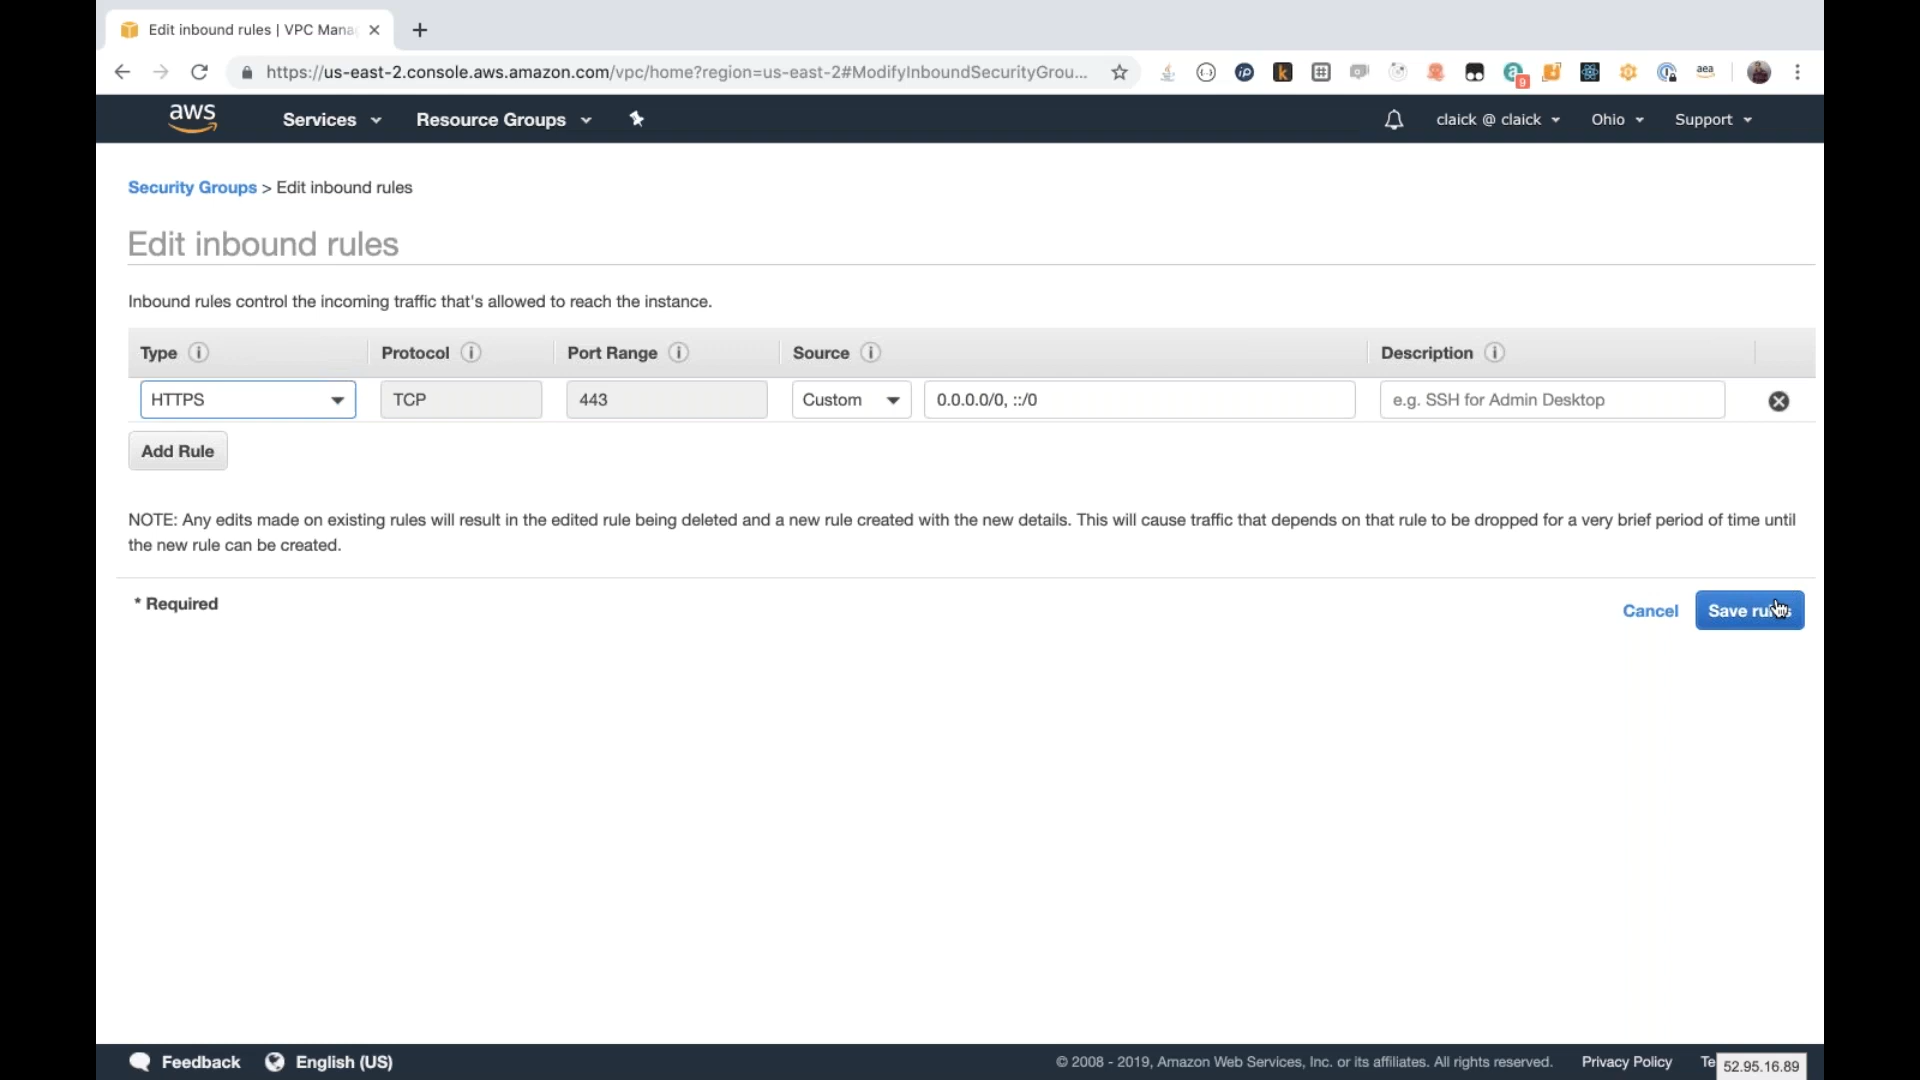 Edit inbound rules | VPC Mana
https://us-east-2.console.aws.amazon.com/vpc/home?region=us-east-2#ModifyInboundSecurityGrou...
iP
k
a
9
aea
aws
Services
Resource Groups
claick @ claick
Ohio
Support
Security Groups > Edit inbound rules
Edit inbound rules
Inbound rules control the incoming traffic that's allowed to reach the instance.
Type
Protocol
Port Range
Source
Description
HTTPS
TCP
443
Custom
0.0.0.0/0, ::/0
e.g. SSH for Admin Desktop
Add Rule
NOTE: Any edits made on existing rules will result in the edited rule being deleted and a new rule created with the new details. This will cause traffic that depends on that rule to be dropped for a very brief period of time until
the new rule can be created.
* Required
Cancel
Save rules
Feedback
English (US)
© 2008 - 2019, Amazon Web Services, Inc. or its affiliates. All rights reserved.
Privacy Policy
Te
52.95.16.89